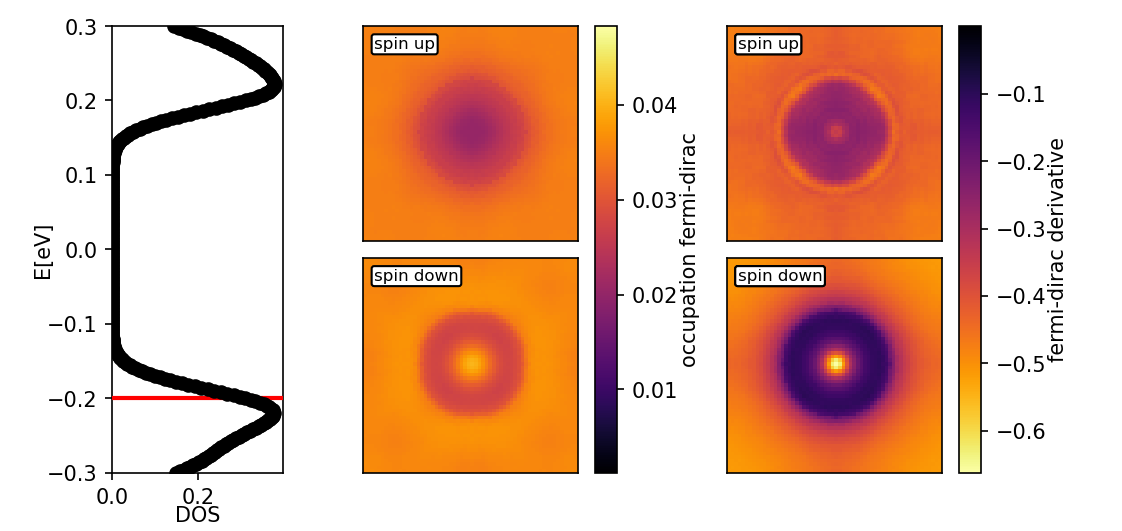 0.3
0.2
0.1
0.0
−0.1
−0.2
−0.3
E[eV]
0.0
0.2
DOS
spin up
spin down
0.04
0.03
0.02
0.01
occupation fermi-dirac
spin up
spin down
−0.1
−0.2
−0.3
−0.4
−0.5
−0.6
fermi-dirac derivative